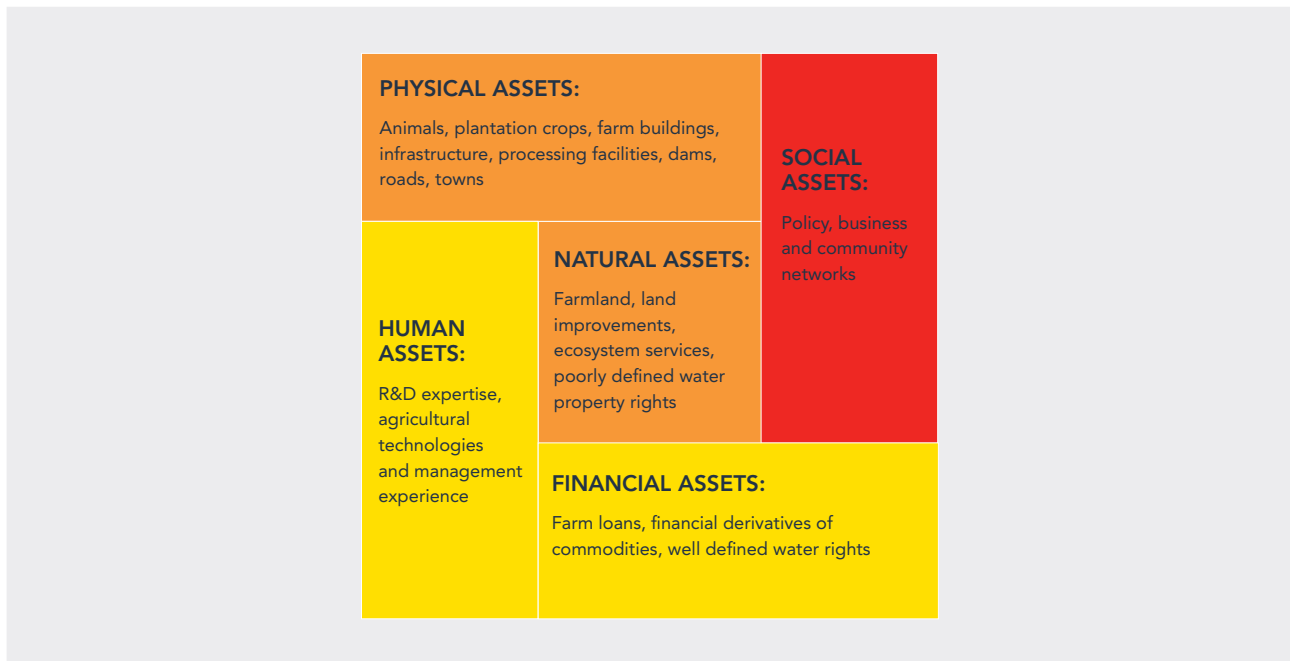 PHYSICAL ASSETS:
Animals, plantation crops, farm buildings,
infrastructure, processing facilities, dams,
roads, towns
SOCIAL
ASSETS:
Policy, business
and community
networks
HUMAN
ASSETS:
R&D expertise,
agricultural
technologies
and management
experience
NATURAL ASSETS:
Farmland, land
improvements,
ecosystem services,
poorly defined water
property rights
FINANCIAL ASSETS:
Farm loans, financial derivatives of
commodities, well defined water rights